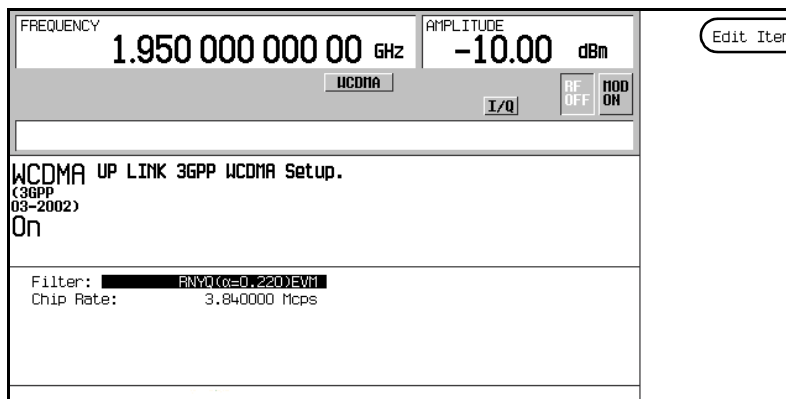 FREQUENCY
1.950 000 000 00 GHz
AMPLITUDE
-10.00 dBm
WCDMA
I/Q
RF OFF
MOD ON
WCDMA UP LINK 3GPP WCDMA Setup.
(3GPP
03-2002)
On
Filter: RNYQ(α=0.220)EVM
Chip Rate: 3.840000 Mcps
Edit